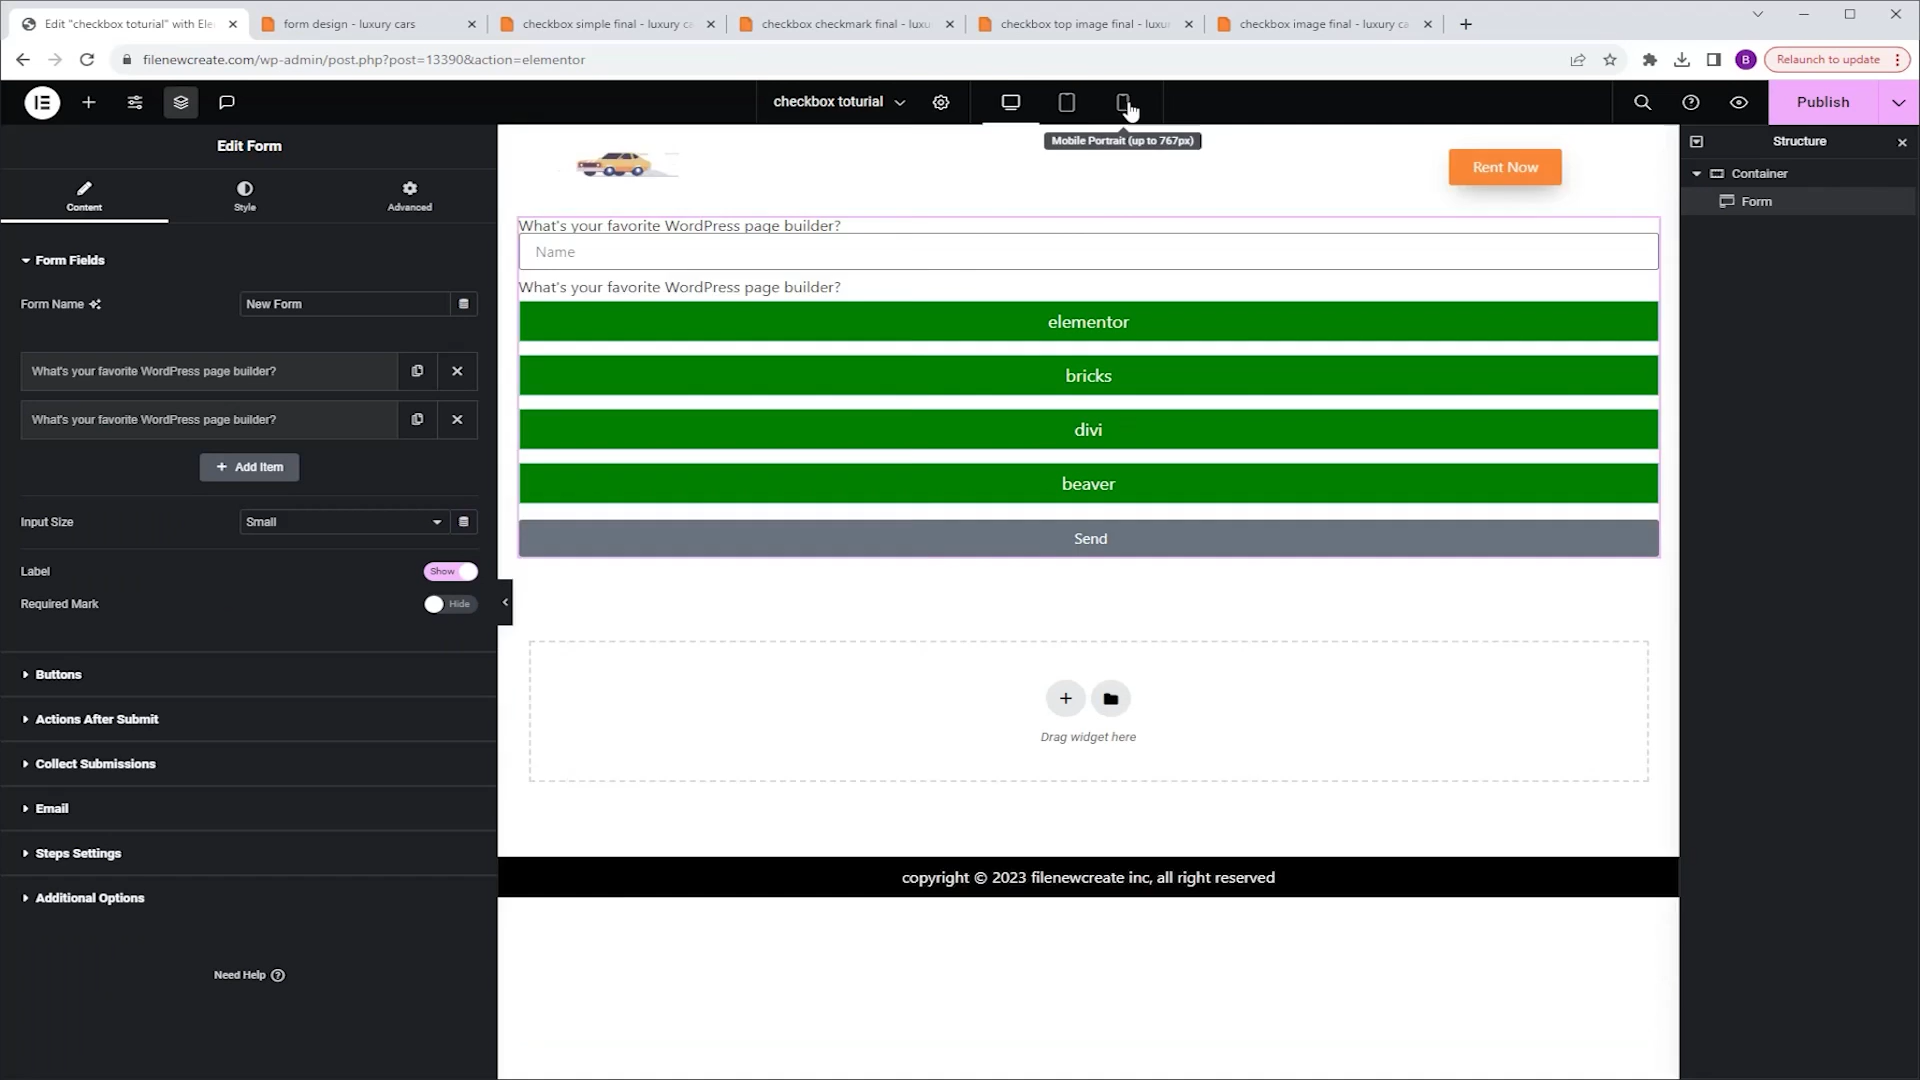 Edit "checkbox toturial" with Ele
form design - luxury cars
checkbox simple final - luxury ca
checkbox checkmark final - luxu
checkbox top image final - luxur
checkbox image final - luxury ca
filenewcreate.com/wp-admin/post.php?post=13390&action=elementor
B
Relaunch to update
checkbox toturial
Publish
Edit Form
Mobile Portrait (up to 767px)
Structure
Content
Style
Advanced
Rent Now
Container
Form
Form Fields
What's your favorite WordPress page builder?
Name
Form Name
New Form
What's your favorite WordPress page builder?
elementor
What's your favorite WordPress page builder?
bricks
What's your favorite WordPress page builder?
divi
+ Add Item
beaver
Input Size
Small
Send
Label
Show
Required Mark
Hide
Buttons
Actions After Submit
Drag widget here
Collect Submissions
Email
Steps Settings
copyright © 2023 filenewcreate inc, all right reserved
Additional Options
Need Help